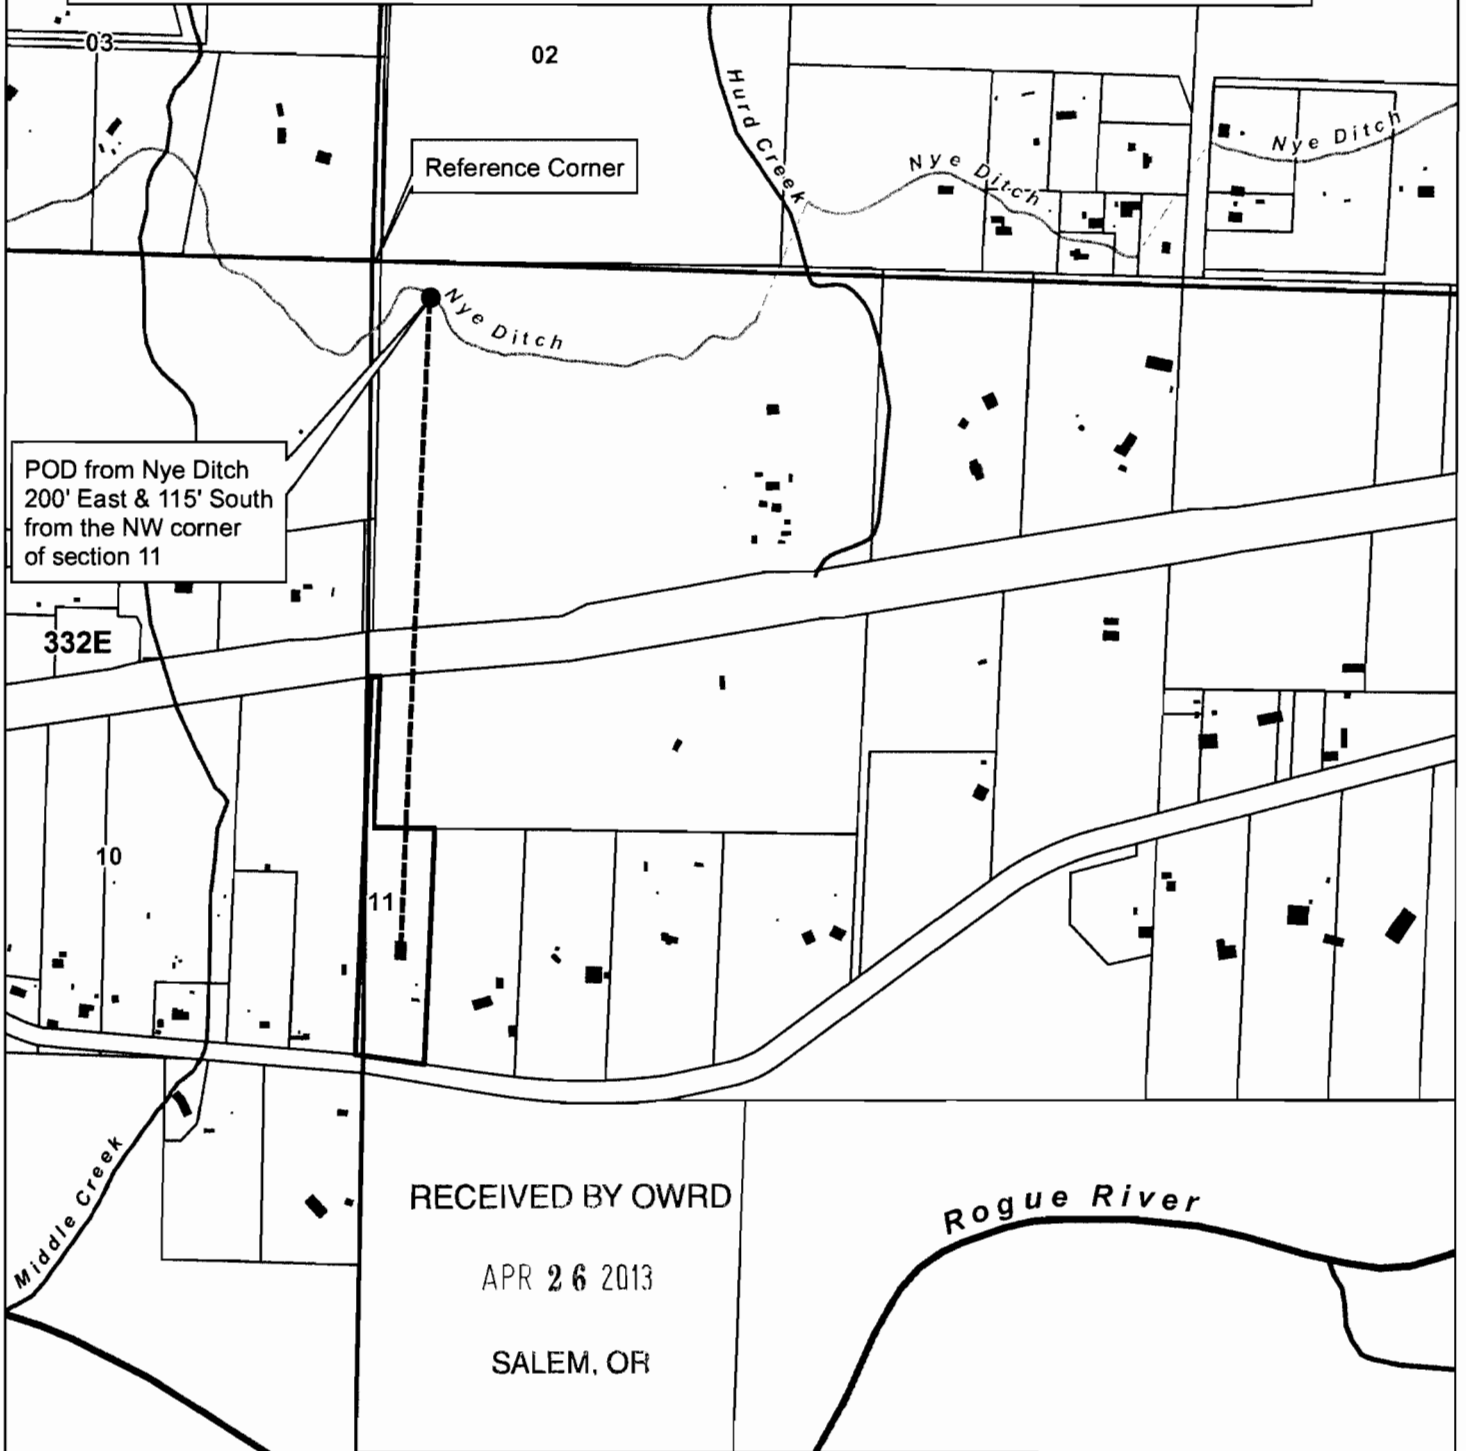 03
02
Hurd Creek
Nye Ditch
Nye Ditch
Reference Corner
Nye Ditch
POD from Nye Ditch
200' East & 115' South
from the NW corner
of section 11
332E
10
11
Middle Creek
RECEIVED BY OWRD
APR 26 2013
SALEM, OR
Rogue River